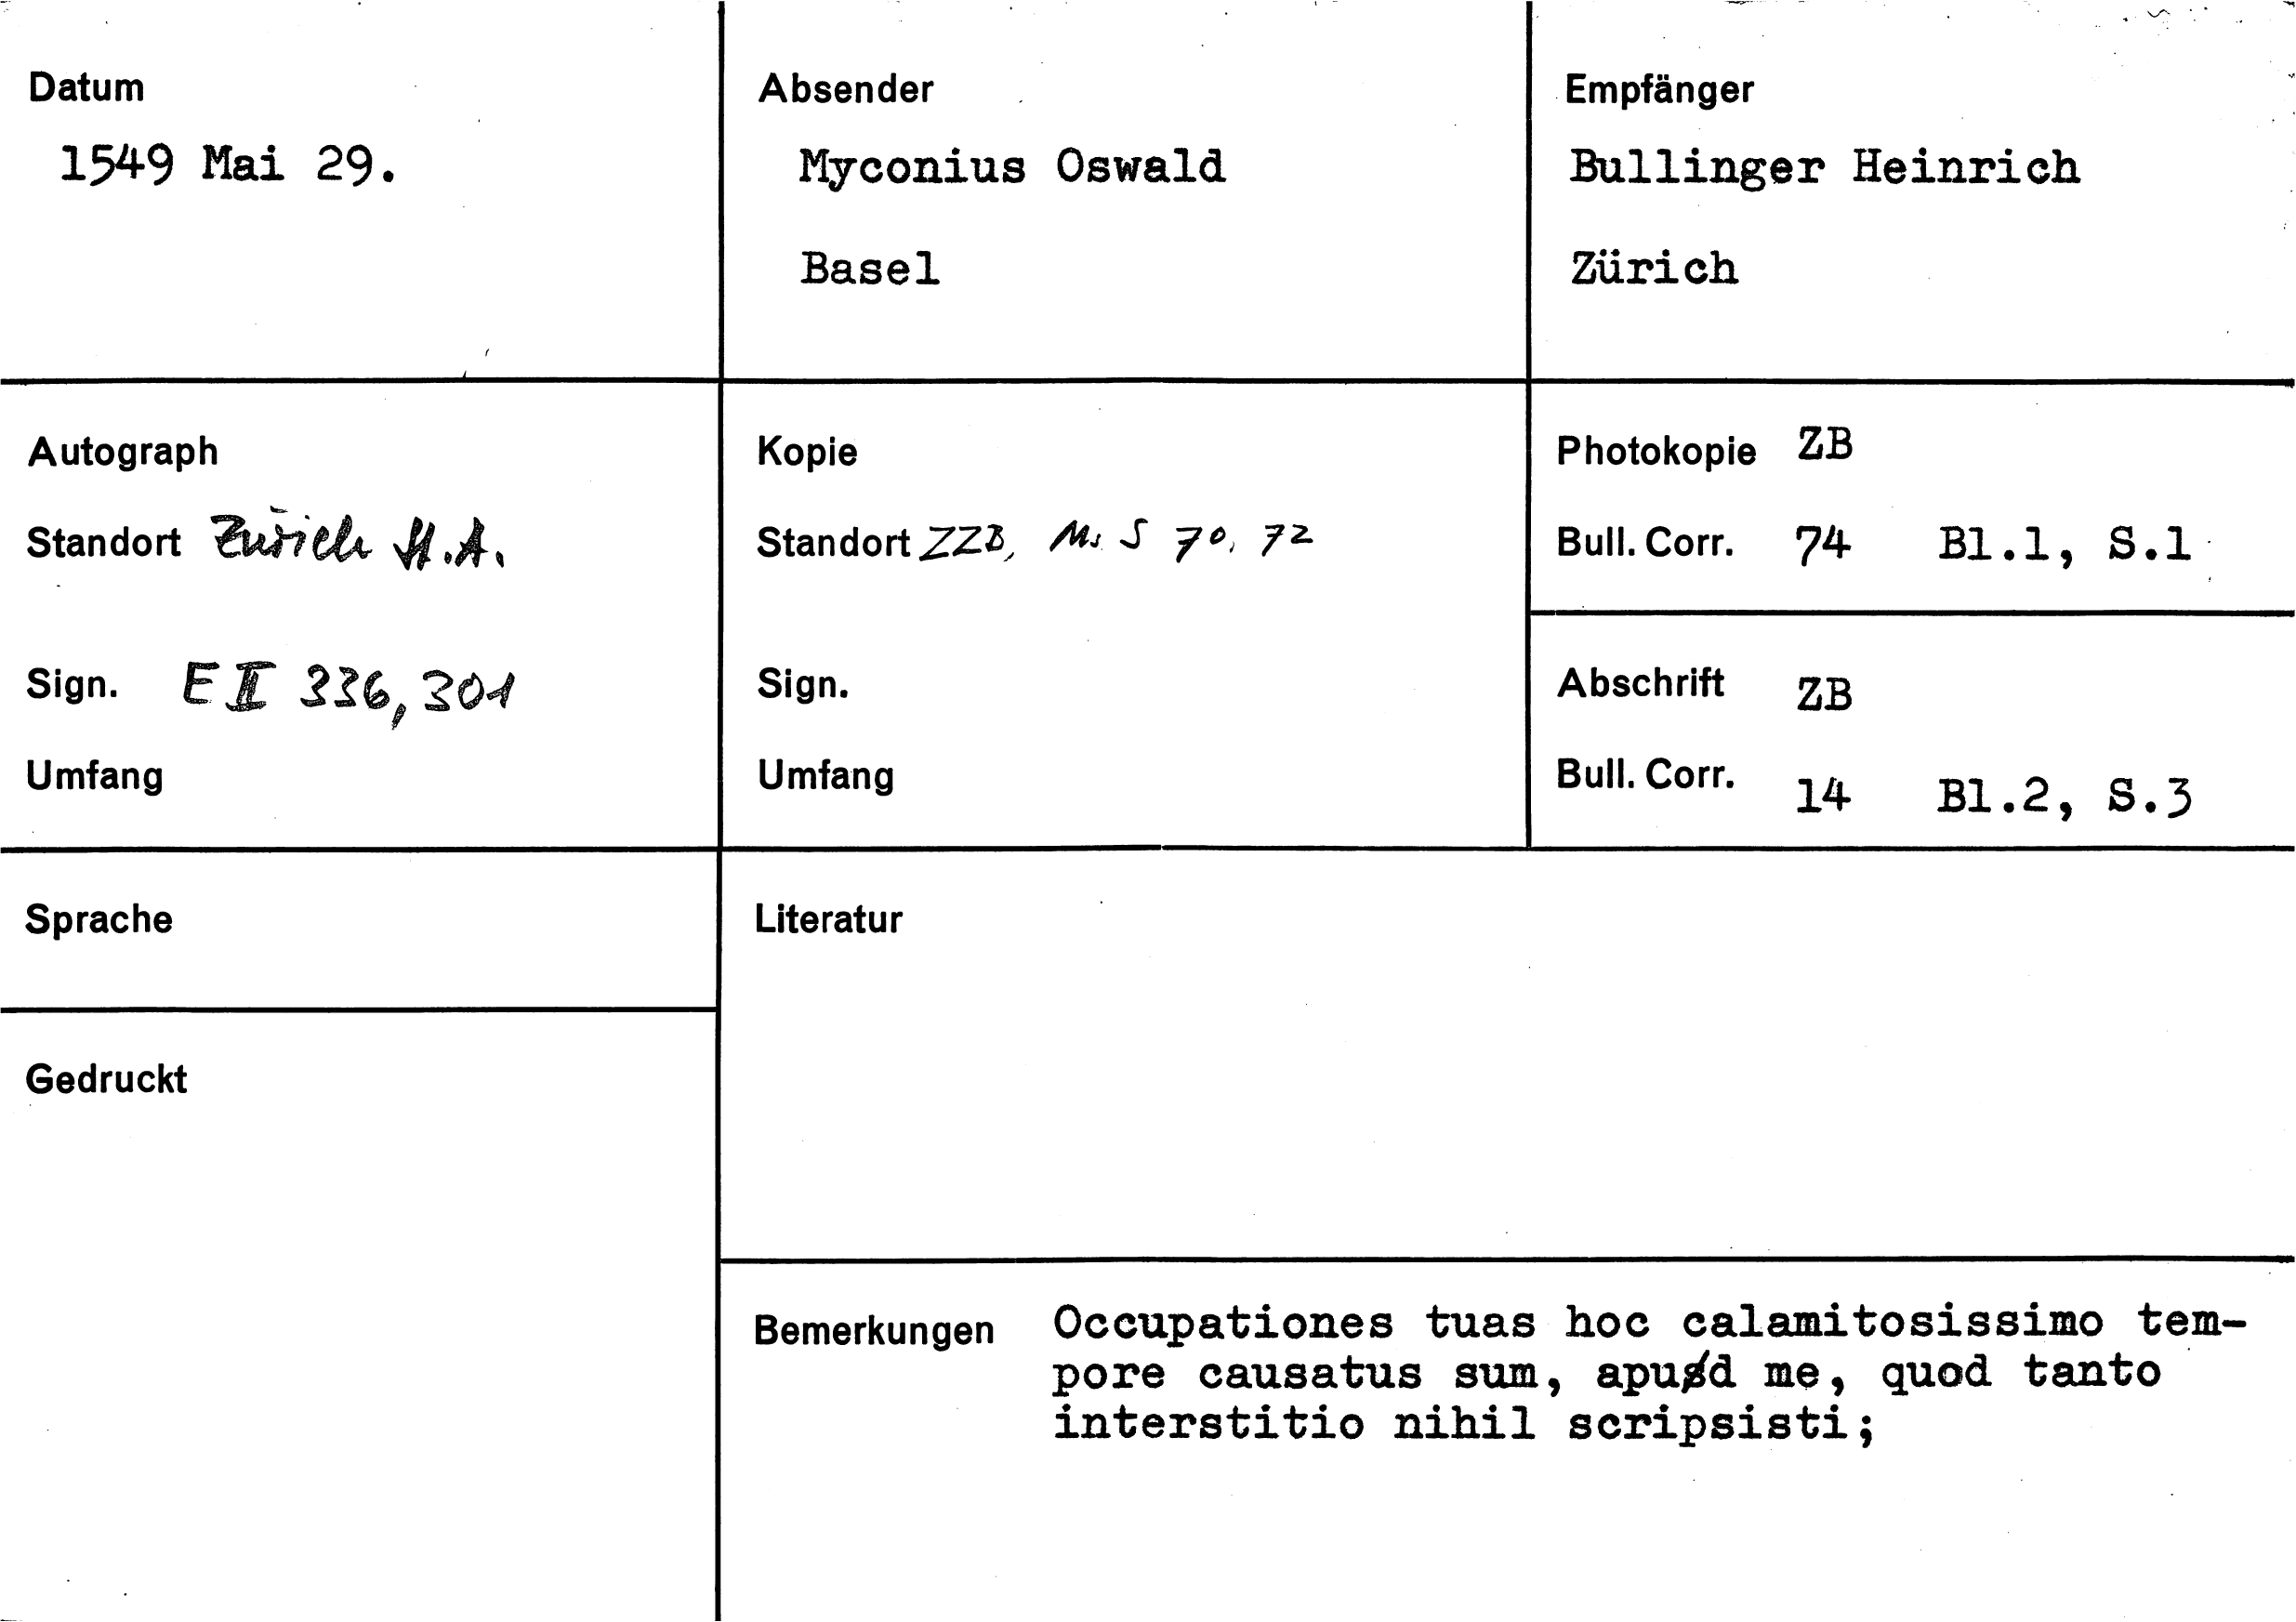 Datum
1549 Mai 29.
Absender
Myconius Oswald
Basel
Empfänger
Bullinger Heinrich
Zürich
Autograph
Standort Zürich St.A.
Sign. E II 336, 301
Umfang
Kopie
Standort ZZB, Ms S 70, 72
Sign.
Umfang
Photokopie ZB
Bull. Corr. 74 Bl.1, S.1
Abschrift ZB
Bull. Corr. 14 Bl.2, S.3
Sprache
Literatur
Gedruckt
Bemerkungen Occupationes tuas hoc calamitosissimo tem-
pore causatus sum, apud me, quod tanto
interstitio nihil scripsisti;